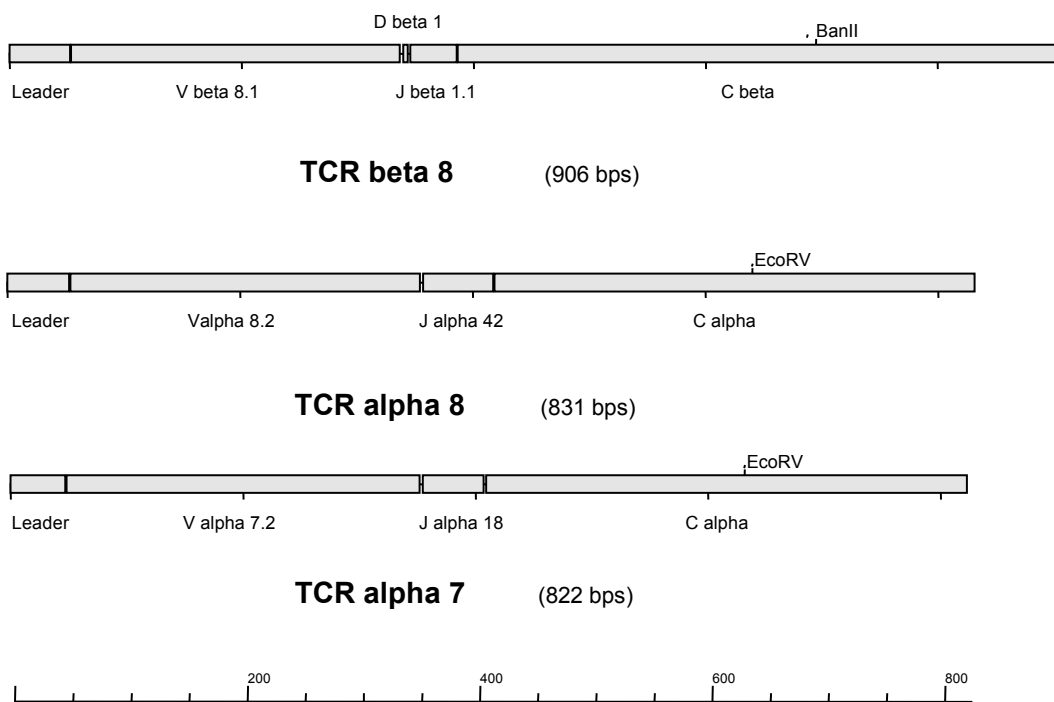 D beta 1
BanII
Leader V beta 8.1 J beta 1.1 C beta
TCR beta 8 (906 bps)
EcoRV
Leader Valpha 8.2 J alpha 42 C alpha
TCR alpha 8 (831 bps)
EcoRV
Leader V alpha 7.2 J alpha 18 C alpha
TCR alpha 7 (822 bps)
200 400 600 800